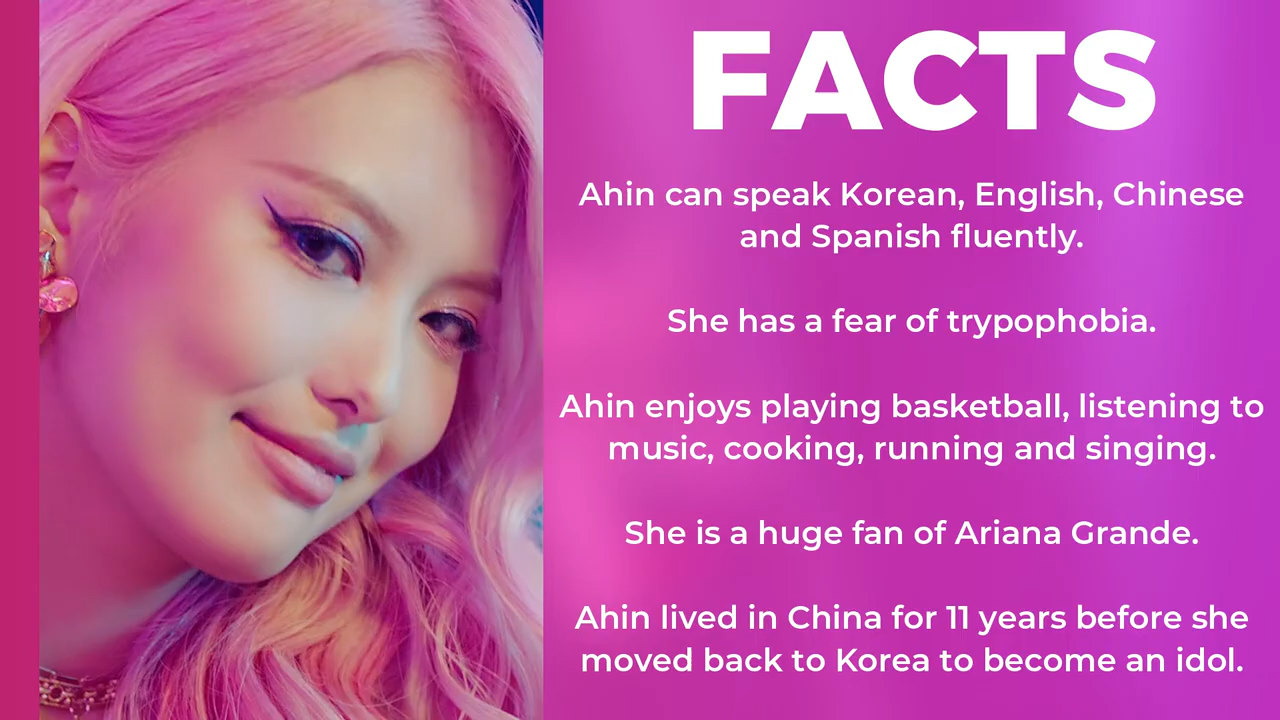 FACTS
Ahin can speak Korean, English, Chinese
and Spanish fluently.
She has a fear of trypophobia.
Ahin enjoys playing basketball, listening to
music, cooking, running and singing.
She is a huge fan of Ariana Grande.
Ahin lived in China for 11 years before she
moved back to Korea to become an idol.